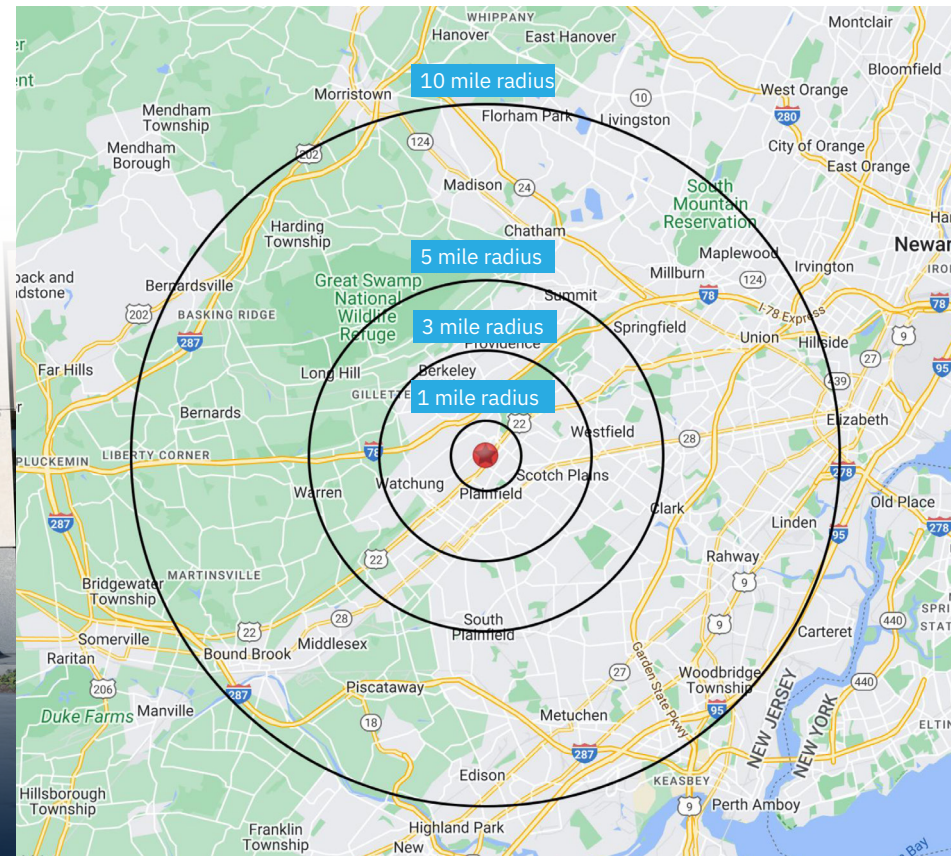 WHIPPANY
Hanover
East Hanover
Montclair
Bloomfield
10 mile radius
Morristown
10
West Orange
280
Mendham
Township
Florham Park
Livingston
City of Orange
East Orange
124
Mendham
Borough
202
Madison
24
South
Mountain
Reservation
Harding
Township
Chatham
Newar
5 mile radius
Maplewood
Irvington
Millburn
124
Bernardsville
Great Swamp
National
Wildlife
Refuge
Summit
78
78
202
BASKING RIDGE
I-78 Express
3 mile radius
Springfield
287
Providence
Union
Hillside
9
27
Far Hills
Long Hill
Berkeley
95
439
GILLETTE
1 mile radius
Bernards
22
Westfield
28
Elizabeth
PLUCKEMIN
LIBERTY CORNER
78
278
Watchung
Scotch Plains
Warren
Plainfield
Clark
Old Place
287
Linden
95
278
22
Rahway
9
MARTINSVILLE
Bridgewater
Township
28
South
Plainfield
9
440
Somerville
22
Middlesex
Carteret
Raritan
Bound Brook
Garden State Pkwy
27
Woodbridge
Township
206
287
Piscataway
440
Duke Farms
Manville
18
Metuchen
95
NEW JERSEY
NEW YORK
287
Edison
KEASBEY
Hillsborough
Township
9
Perth Amboy
Franklin
Township
Highland Park
New
Bay